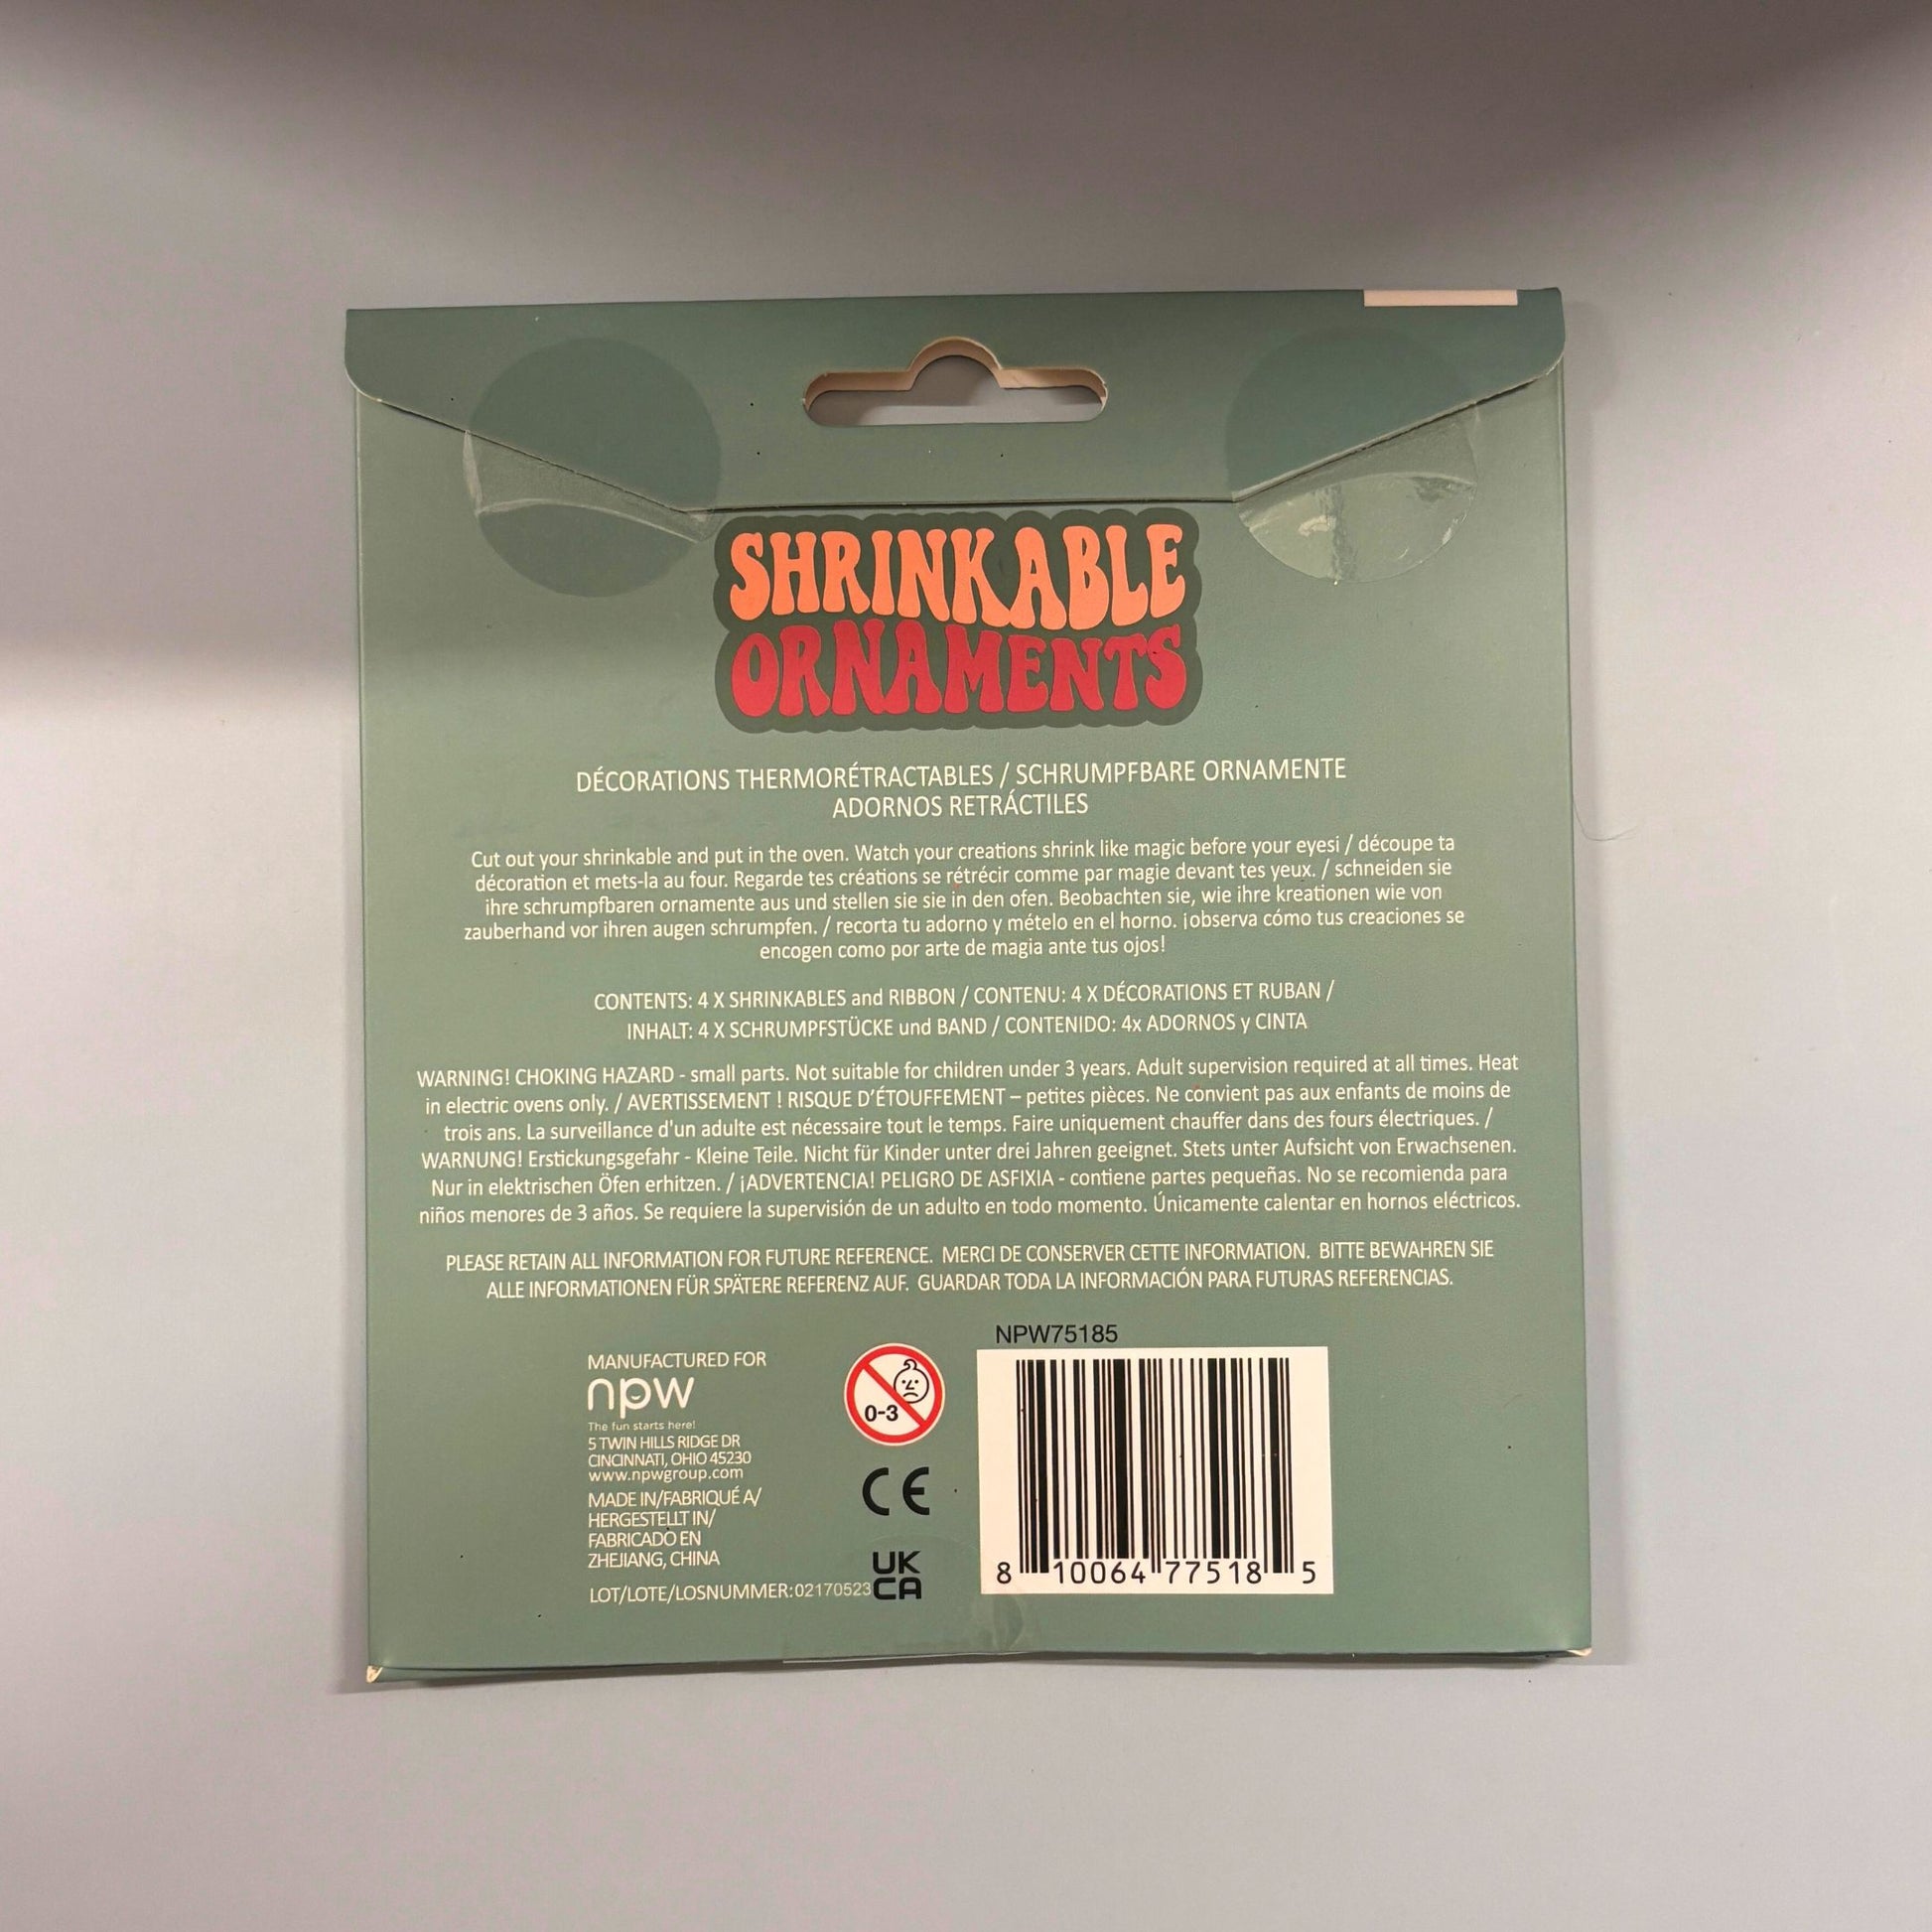 SHRINKABLE
ORNAMENTS
DÉCORATIONS THERMORÉTRACTABLES / SCHRUMPFBARE ORNAMENTE
ADORNOS RETRÁCTILES
Cut out your shrinkable and put in the oven. Watch your creations shrink like magic before your eyesi / découpe ta
décoration et mets-la au four. Regarde tes créations se rétrécir comme par magie devant tes yeux. / schneiden sie
ihre schrumpfbaren ornamente aus und stellen sie sie in den ofen. Beobachten sie, wie ihre kreationen wie von
zauberhand vor ihren augen schrumpfen. / recorta tu adorno y mételo en el horno. ¡observa cómo tus creaciones se
encogen como por arte de magia ante tus ojos!
CONTENTS: 4 X SHRINKABLES and RIBBON / CONTENU: 4 X DÉCORATIONS ET RUBAN /
INHALT: 4 X SCHRUMPFSTÜCKE und BAND / CONTENIDO: 4x ADORNOS y CINTA
WARNING! CHOKING HAZARD - small parts. Not suitable for children under 3 years. Adult supervision required at all times. Heat
in electric ovens only. / AVERTISSEMENT ! RISQUE D'ÉTOUFFEMENT – petites pièces. Ne convient pas aux enfants de moins de
trois ans. La surveillance d'un adulte est nécessaire tout le temps. Faire uniquement chauffer dans des fours électriques. /
WARNUNG! Erstickungsgefahr - Kleine Teile. Nicht für Kinder unter drei Jahren geeignet. Stets unter Aufsicht von Erwachsenen.
Nur in elektrischen Öfen erhitzen. / ¡ADVERTENCIA! PELIGRO DE ASFIXIA - contiene partes pequeñas. No se recomienda para
niños menores de 3 años. Se requiere la supervisión de un adulto en todo momento. Únicamente calentar en hornos eléctricos.
PLEASE RETAIN ALL INFORMATION FOR FUTURE REFERENCE. MERCI DE CONSERVER CETTE INFORMATION. BITTE BEWAHREN SIE
ALLE INFORMATIONEN FÜR SPÄTERE REFERENZ AUF. GUARDAR TODA LA INFORMACIÓN PARA FUTURAS REFERENCIAS.
MANUFACTURED FOR
npw
The fun starts here!
5 TWIN HILLS RIDGE DR
CINCINNATI, OHIO 45230
www.npwgroup.com
MADE IN/FABRIQUÉ A/
HERGESTELLT IN/
FABRICADO EN
ZHEJIANG, CHINA
LOT/LOTE/LOSNUMMER:02170523
0-3
CE
UK
CA
NPW75185
8 10064 77518 5